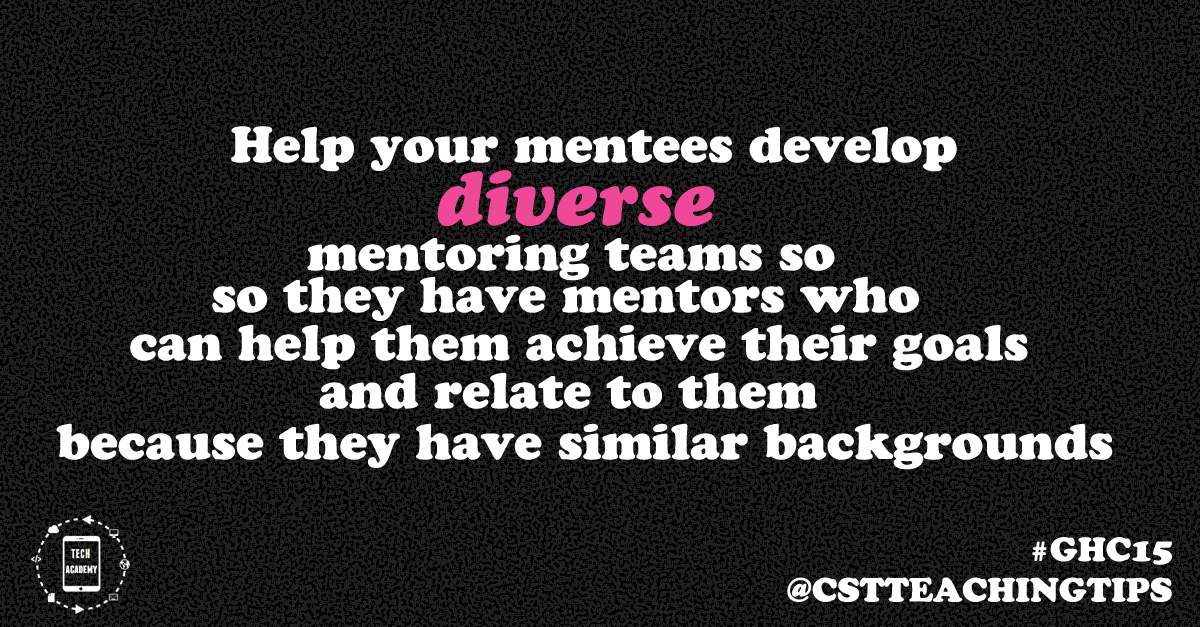 Help your mentees develop
diverse
mentoring teams so
so they have mentors who
can help them achieve their goals
and relate to them
because they have similar backgrounds
TECH
ACADEMY
#GHC15
@CSTTEACHINGTIPS